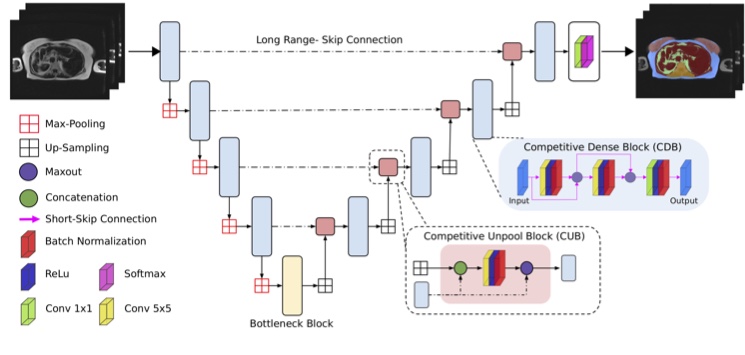 Long Range- Skip Connection
Max-Pooling
Up-Sampling
Maxout
Concatenation
Short-Skip Connection
Batch Normalization
ReLu
Softmax
Conv 1x1
Conv 5x5
Bottleneck Block
Competitive Dense Block (CDB)
Input
Output
Competitive Unpool Block (CUB)